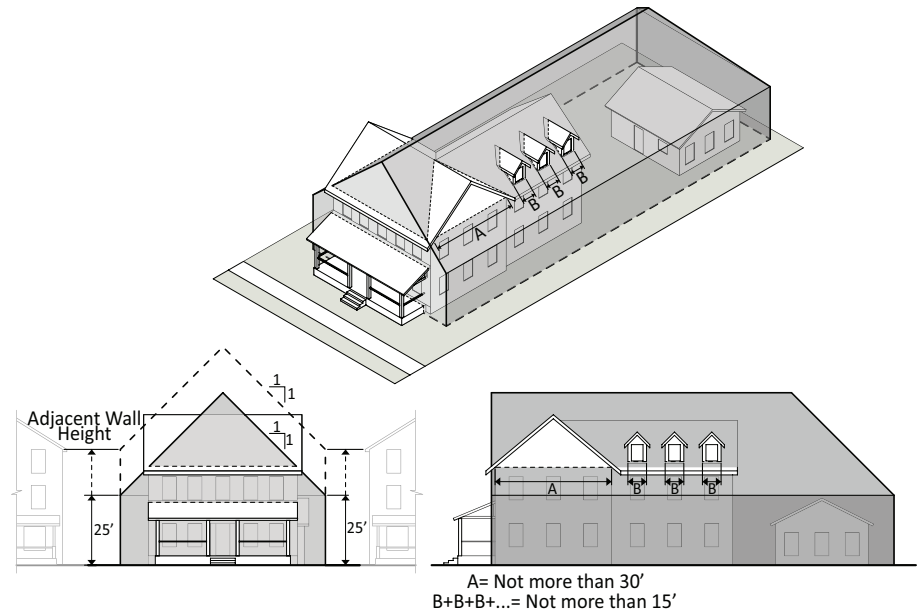 A
B
B
B
1
1
Adjacent Wall
Height
1
1
25'
25'
A
B
B
B
A= Not more than 30'
B+B+B+...= Not more than 15'